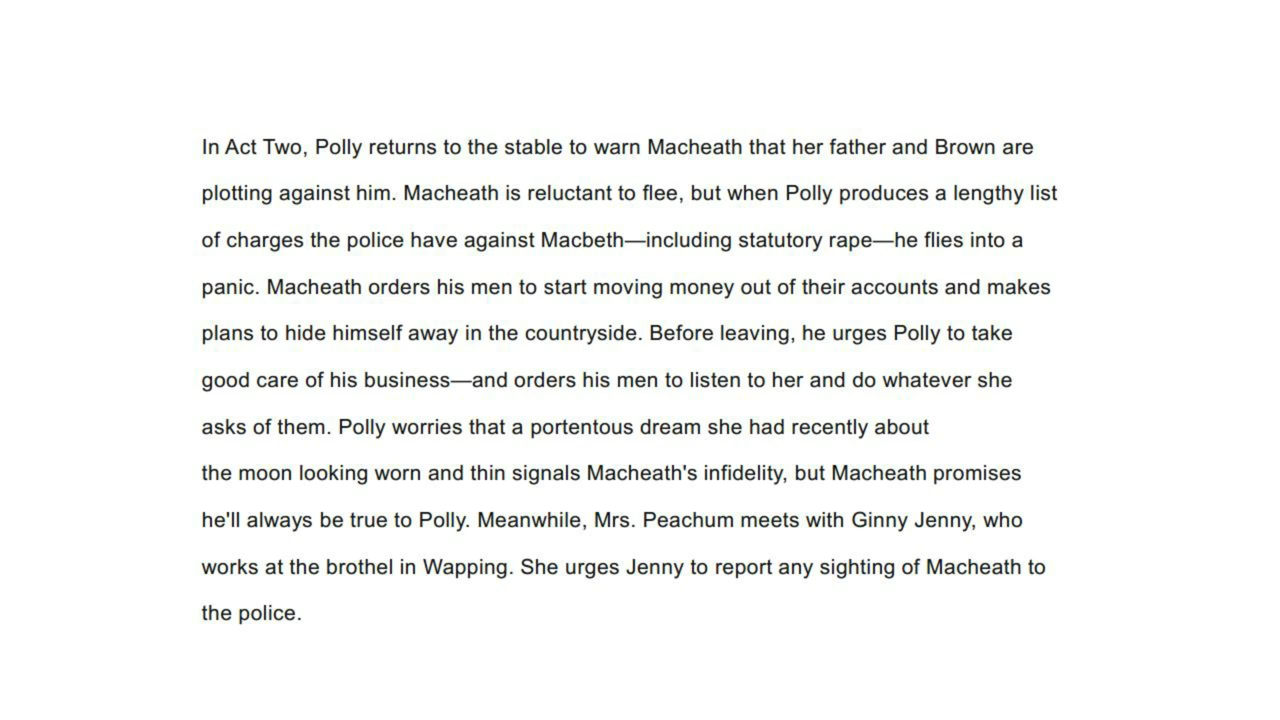 In Act Two, Polly returns to the stable to warn Macheath that her father and Brown are
plotting against him. Macheath is reluctant to flee, but when Polly produces a lengthy list
of charges the police have against Macbeth—including statutory rape—he flies into a
panic. Macheath orders his men to start moving money out of their accounts and makes
plans to hide himself away in the countryside. Before leaving, he urges Polly to take
good care of his business—and orders his men to listen to her and do whatever she
asks of them. Polly worries that a portentous dream she had recently about
the moon looking worn and thin signals Macheath's infidelity, but Macheath promises
he'll always be true to Polly. Meanwhile, Mrs. Peachum meets with Ginny Jenny, who
works at the brothel in Wapping. She urges Jenny to report any sighting of Macheath to
the police.